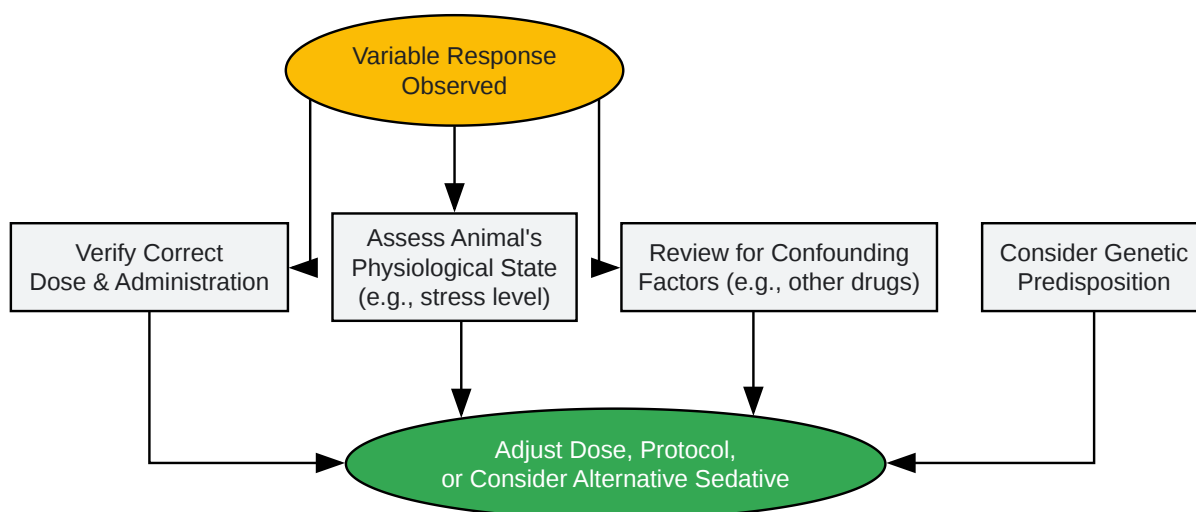 Variable Response
Observed
Verify Correct
Dose & Administration
Assess Animal's
Physiological State
(e.g., stress level)
Review for Confounding
Factors (e.g., other drugs)
Consider Genetic
Predisposition
Adjust Dose, Protocol,
or Consider Alternative Sedative